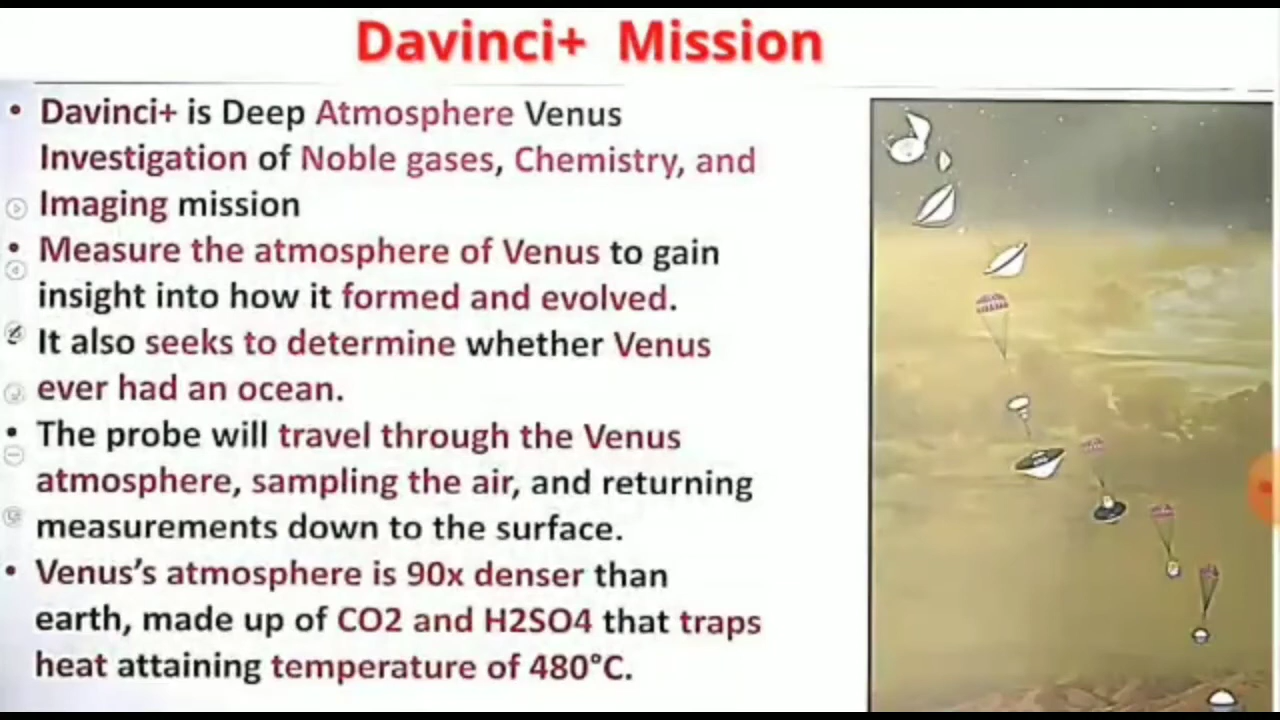 Davinci+ Mission
• Davinci+ is Deep Atmosphere Venus
Investigation of Noble gases, Chemistry, and
Imaging mission
• Measure the atmosphere of Venus to gain
insight into how it formed and evolved.
It also seeks to determine whether Venus
ever had an ocean.
• The probe will travel through the Venus
atmosphere, sampling the air, and returning
measurements down to the surface.
• Venus's atmosphere is 90x denser than
earth, made up of CO2 and H2SO4 that traps
heat attaining temperature of 480°C.